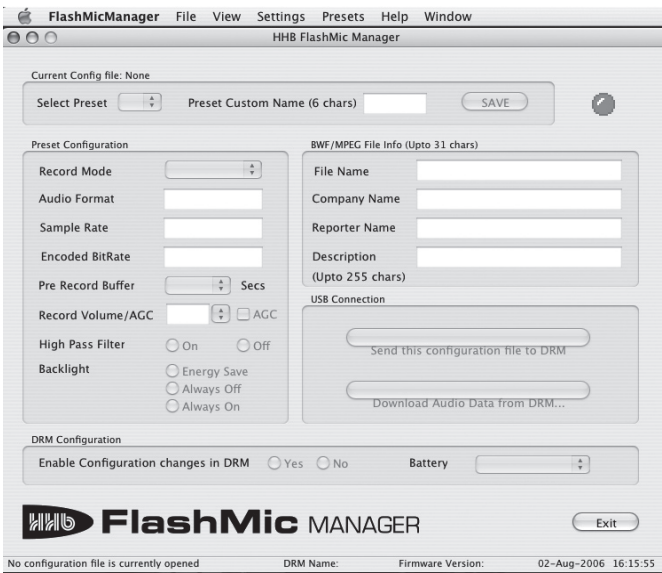 FlashMicManager File View Settings Presets Help Window
HHB FlashMic Manager
Current Config file: None
Select Preset Preset Custom Name (6 chars) SAVE
Preset Configuration
Record Mode
Audio Format
Sample Rate
Encoded BitRate
Pre Record Buffer Secs
Record Volume/AGC AGC
High Pass Filter On Off
Backlight Energy Save
Always Off
Always On
BWF/MPEG File Info (Upto 31 chars)
File Name
Company Name
Reporter Name
Description
(Upto 255 chars)
USB Connection
Send this configuration file to DRM
Download Audio Data from DRM...
DRM Configuration
Enable Configuration changes in DRM Yes No Battery
HHB FlashMic MANAGER
Exit
No configuration file is currently opened DRM Name: Firmware Version: 02-Aug-2006 16:15:55